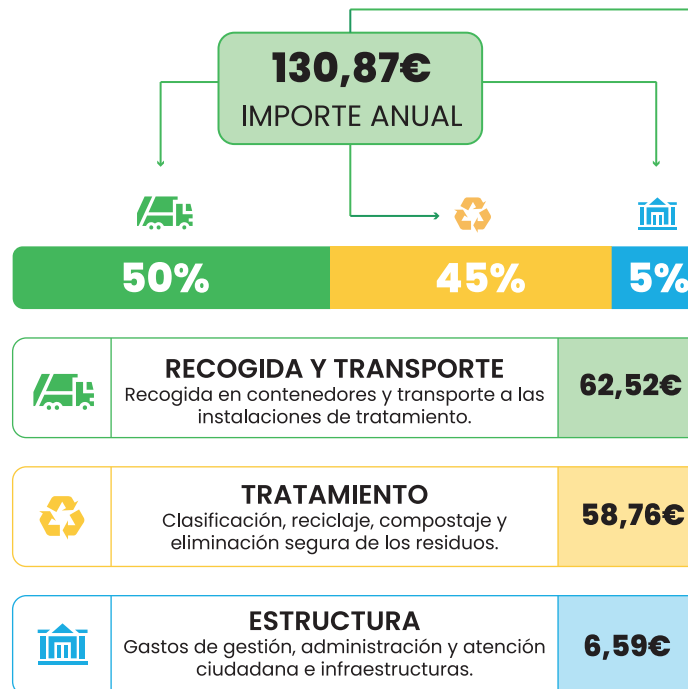 130,87€
IMPORTE ANUAL
50%
45%
5%
RECOGIDA Y TRANSPORTE
Recogida en contenedores y transporte a las
instalaciones de tratamiento.
62,52€
TRATAMIENTO
Clasificación, reciclaje, compostaje y
eliminación segura de los residuos.
58,76€
ESTRUCTURA
Gastos de gestión, administración y atención
ciudadana e infraestructuras.
6,59€